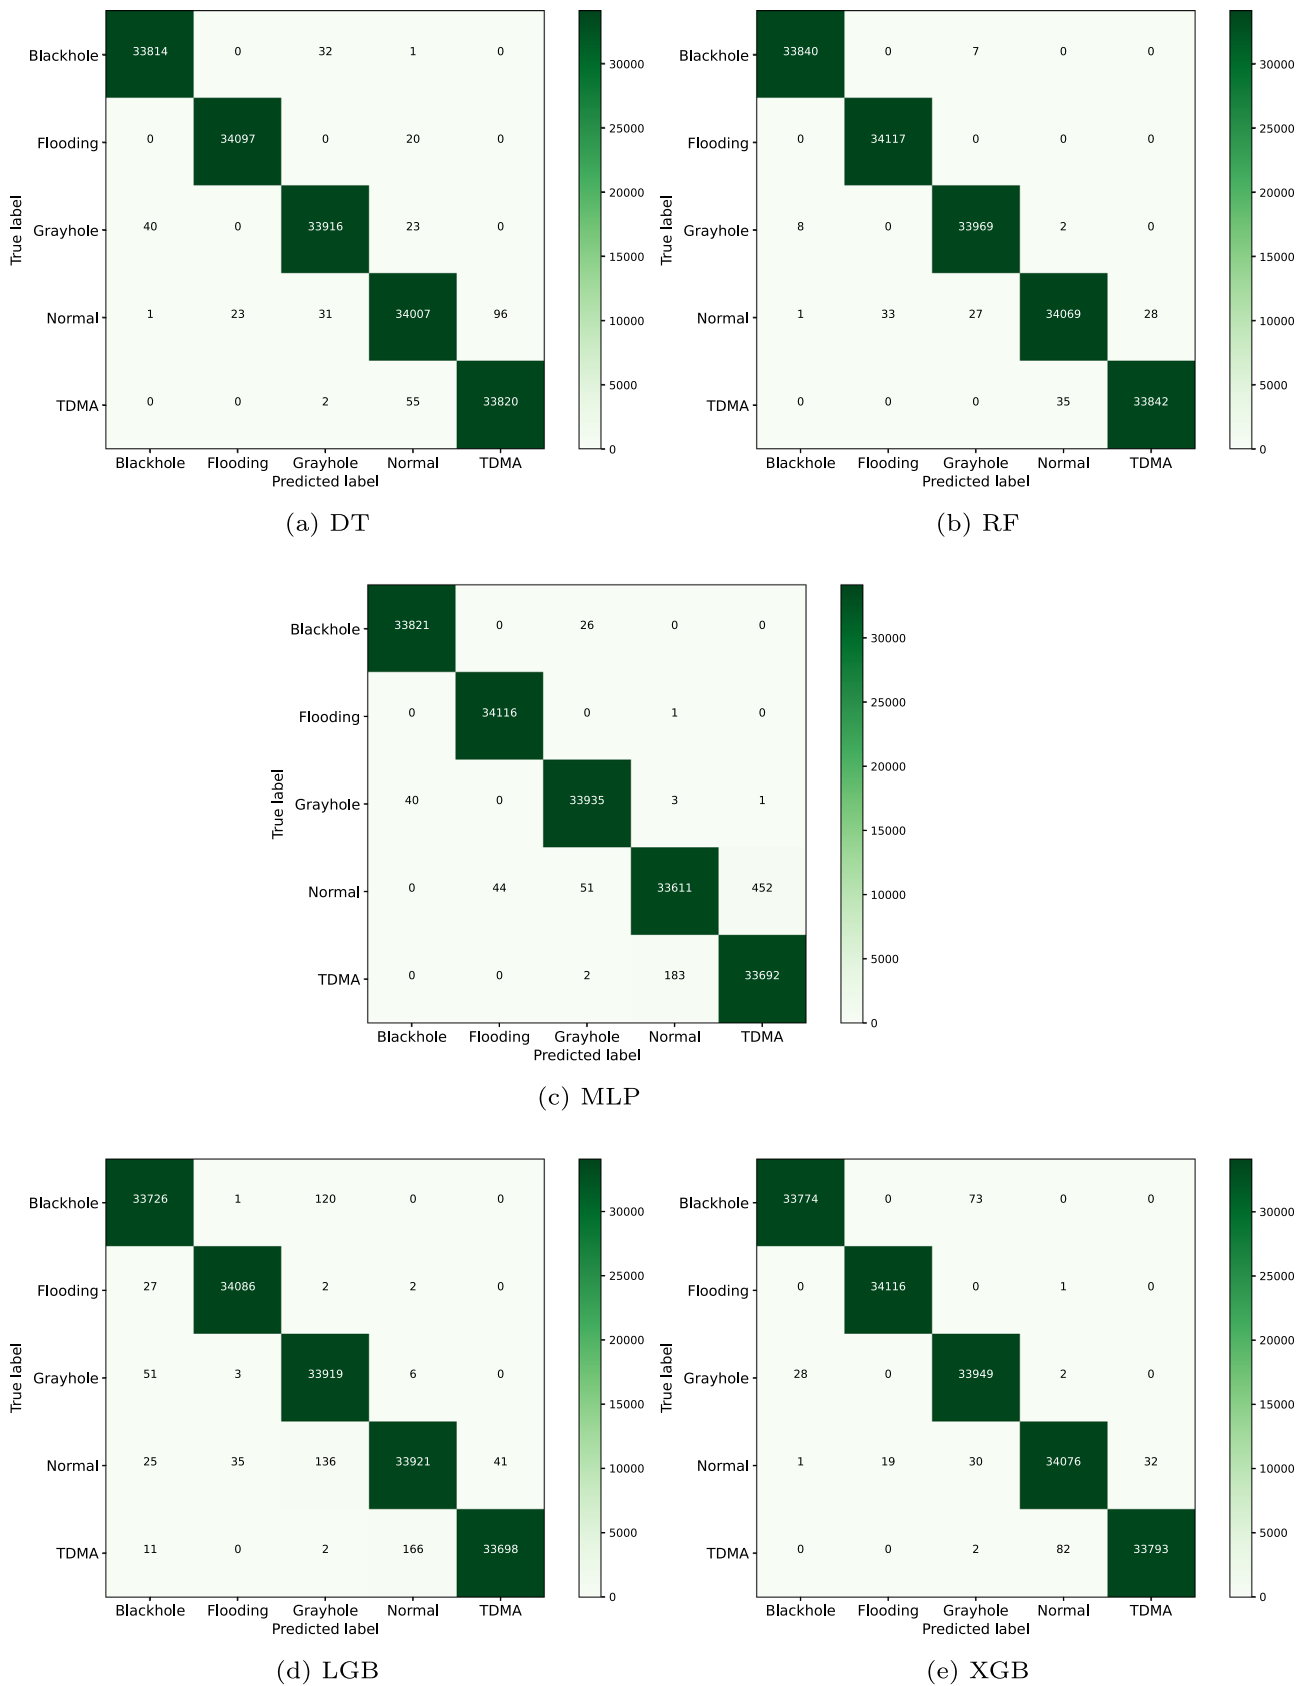 Blackhole 33814 0 32 1 0
Flooding 0 34097 0 20 0
Grayhole 40 0 33916 23 0
Normal 1 23 31 34007 96
TDMA 0 0 2 55 33820
True label
Blackhole Flooding Grayhole Normal TDMA
Predicted label
30000
25000
20000
15000
10000
5000
0
(a) DT
Blackhole 33840 0 7 0 0
Flooding 0 34117 0 0 0
Grayhole 8 0 33969 2 0
Normal 1 33 27 34069 28
TDMA 0 0 0 35 33842
True label
Blackhole Flooding Grayhole Normal TDMA
Predicted label
30000
25000
20000
15000
10000
5000
0
(b) RF
Blackhole 33821 0 26 0 0
Flooding 0 34116 0 1 0
Grayhole 40 0 33935 3 1
Normal 0 44 51 33611 452
TDMA 0 0 2 183 33692
True label
Blackhole Flooding Grayhole Normal TDMA
Predicted label
30000
25000
20000
15000
10000
5000
0
(c) MLP
Blackhole 33726 1 120 0 0
Flooding 27 34086 2 2 0
Grayhole 51 3 33919 6 0
Normal 25 35 136 33921 41
TDMA 11 0 2 166 33698
True label
Blackhole Flooding Grayhole Normal TDMA
Predicted label
30000
25000
20000
15000
10000
5000
0
(d) LGB
Blackhole 33774 0 73 0 0
Flooding 0 34116 0 1 0
Grayhole 28 0 33949 2 0
Normal 1 19 30 34076 32
TDMA 0 0 2 82 33793
True label
Blackhole Flooding Grayhole Normal TDMA
Predicted label
30000
25000
20000
15000
10000
5000
0
(e) XGB